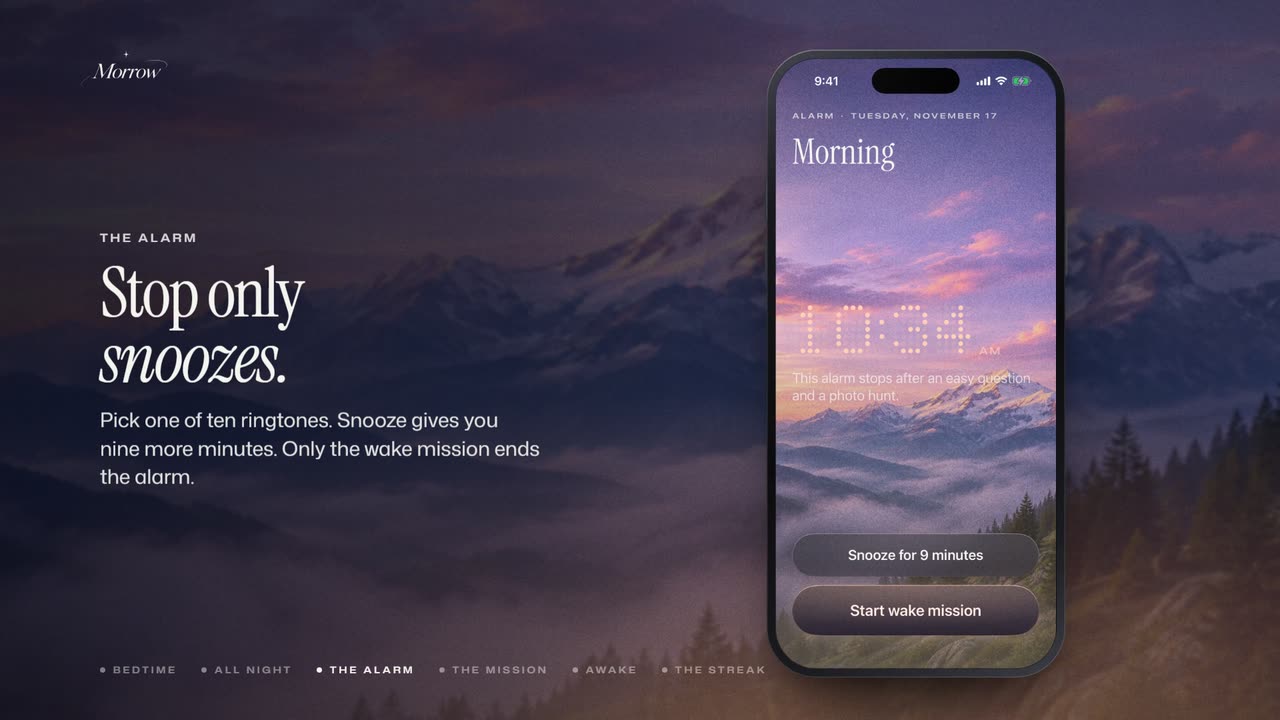 Morrow
THE ALARM
Stop only
snoozes.
Pick one of ten ringtones. Snooze gives you
nine more minutes. Only the wake mission ends
the alarm.
BEDTIME
ALL NIGHT
THE ALARM
THE MISSION
AWAKE
THE STREAK
9:41
ALARM · TUESDAY, NOVEMBER 17
Morning
10:34 AM
This alarm stops after an easy question
and a photo hunt.
Snooze for 9 minutes
Start wake mission